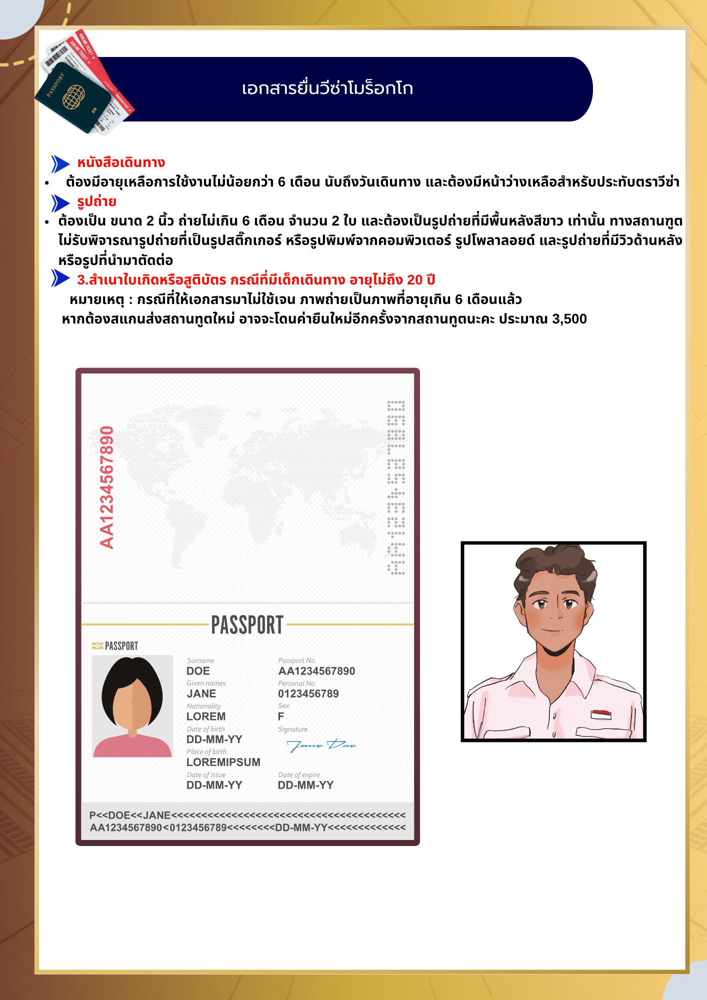 AIRLINE TICKET
AIRLINE TICKET
ECONOMY
BOARDING PASS
PASSPORT
เอกสารยื่นวีซ่าโมร็อกโก
หนังสือเดินทาง
• ต้องมีอายุเหลือการใช้งานไม่น้อยกว่า 6 เดือน นับถึงวันเดินทาง และต้องมีหน้าว่างเหลือสำหรับประทับตราวีซ่า
รูปถ่าย
• ต้องเป็น ขนาด 2 นิ้ว ถ่ายไม่เกิน 6 เดือน จำนวน 2 ใบ และต้องเป็นรูปถ่ายที่มีพื้นหลังสีขาว เท่านั้น ทางสถานฑูต
ไม่รับพิจารณารูปถ่ายที่เป็นรูปสติ๊กเกอร์ หรือรูปพิมพ์จากคอมพิวเตอร์ รูปโพลาลอยด์ และรูปถ่ายที่มีวิวด้านหลัง
หรือรูปที่นำมาตัดต่อ
3.สำเนาใบเกิดหรือสูติบัตร กรณีที่มีเด็กเดินทาง อายุไม่ถึง 20 ปี
หมายเหตุ : กรณีที่ให้เอกสารมาไม่ใช้เจน ภาพถ่ายเป็นภาพที่อายุเกิน 6 เดือนแล้ว
หากต้องสแกนส่งสถานทูตใหม่ อาจจะโดนค่ายืนใหม่อีกครั้งจากสถานทูตนะคะ ประมาณ 3,500
AA1234567890
AA1234567890
PASSPORT
PASSPORT
Surname Passport No.
DOE AA1234567890
Given names Personal No.
JANE 0123456789
Nationality Sex
LOREM F
Date of birth Signature
DD-MM-YY Jane Doe
Place of birth
LOREMIPSUM
Date of issue Date of expire
DD-MM-YY DD-MM-YY
P<<DOE<<JANE<<<<<<<<<<<<<<<<<<<<<<<<<<<<<<<<<<<<<<<
AA1234567890<0123456789<<<<<<<<DD-MM-YY<<<<<<<<<<<<<